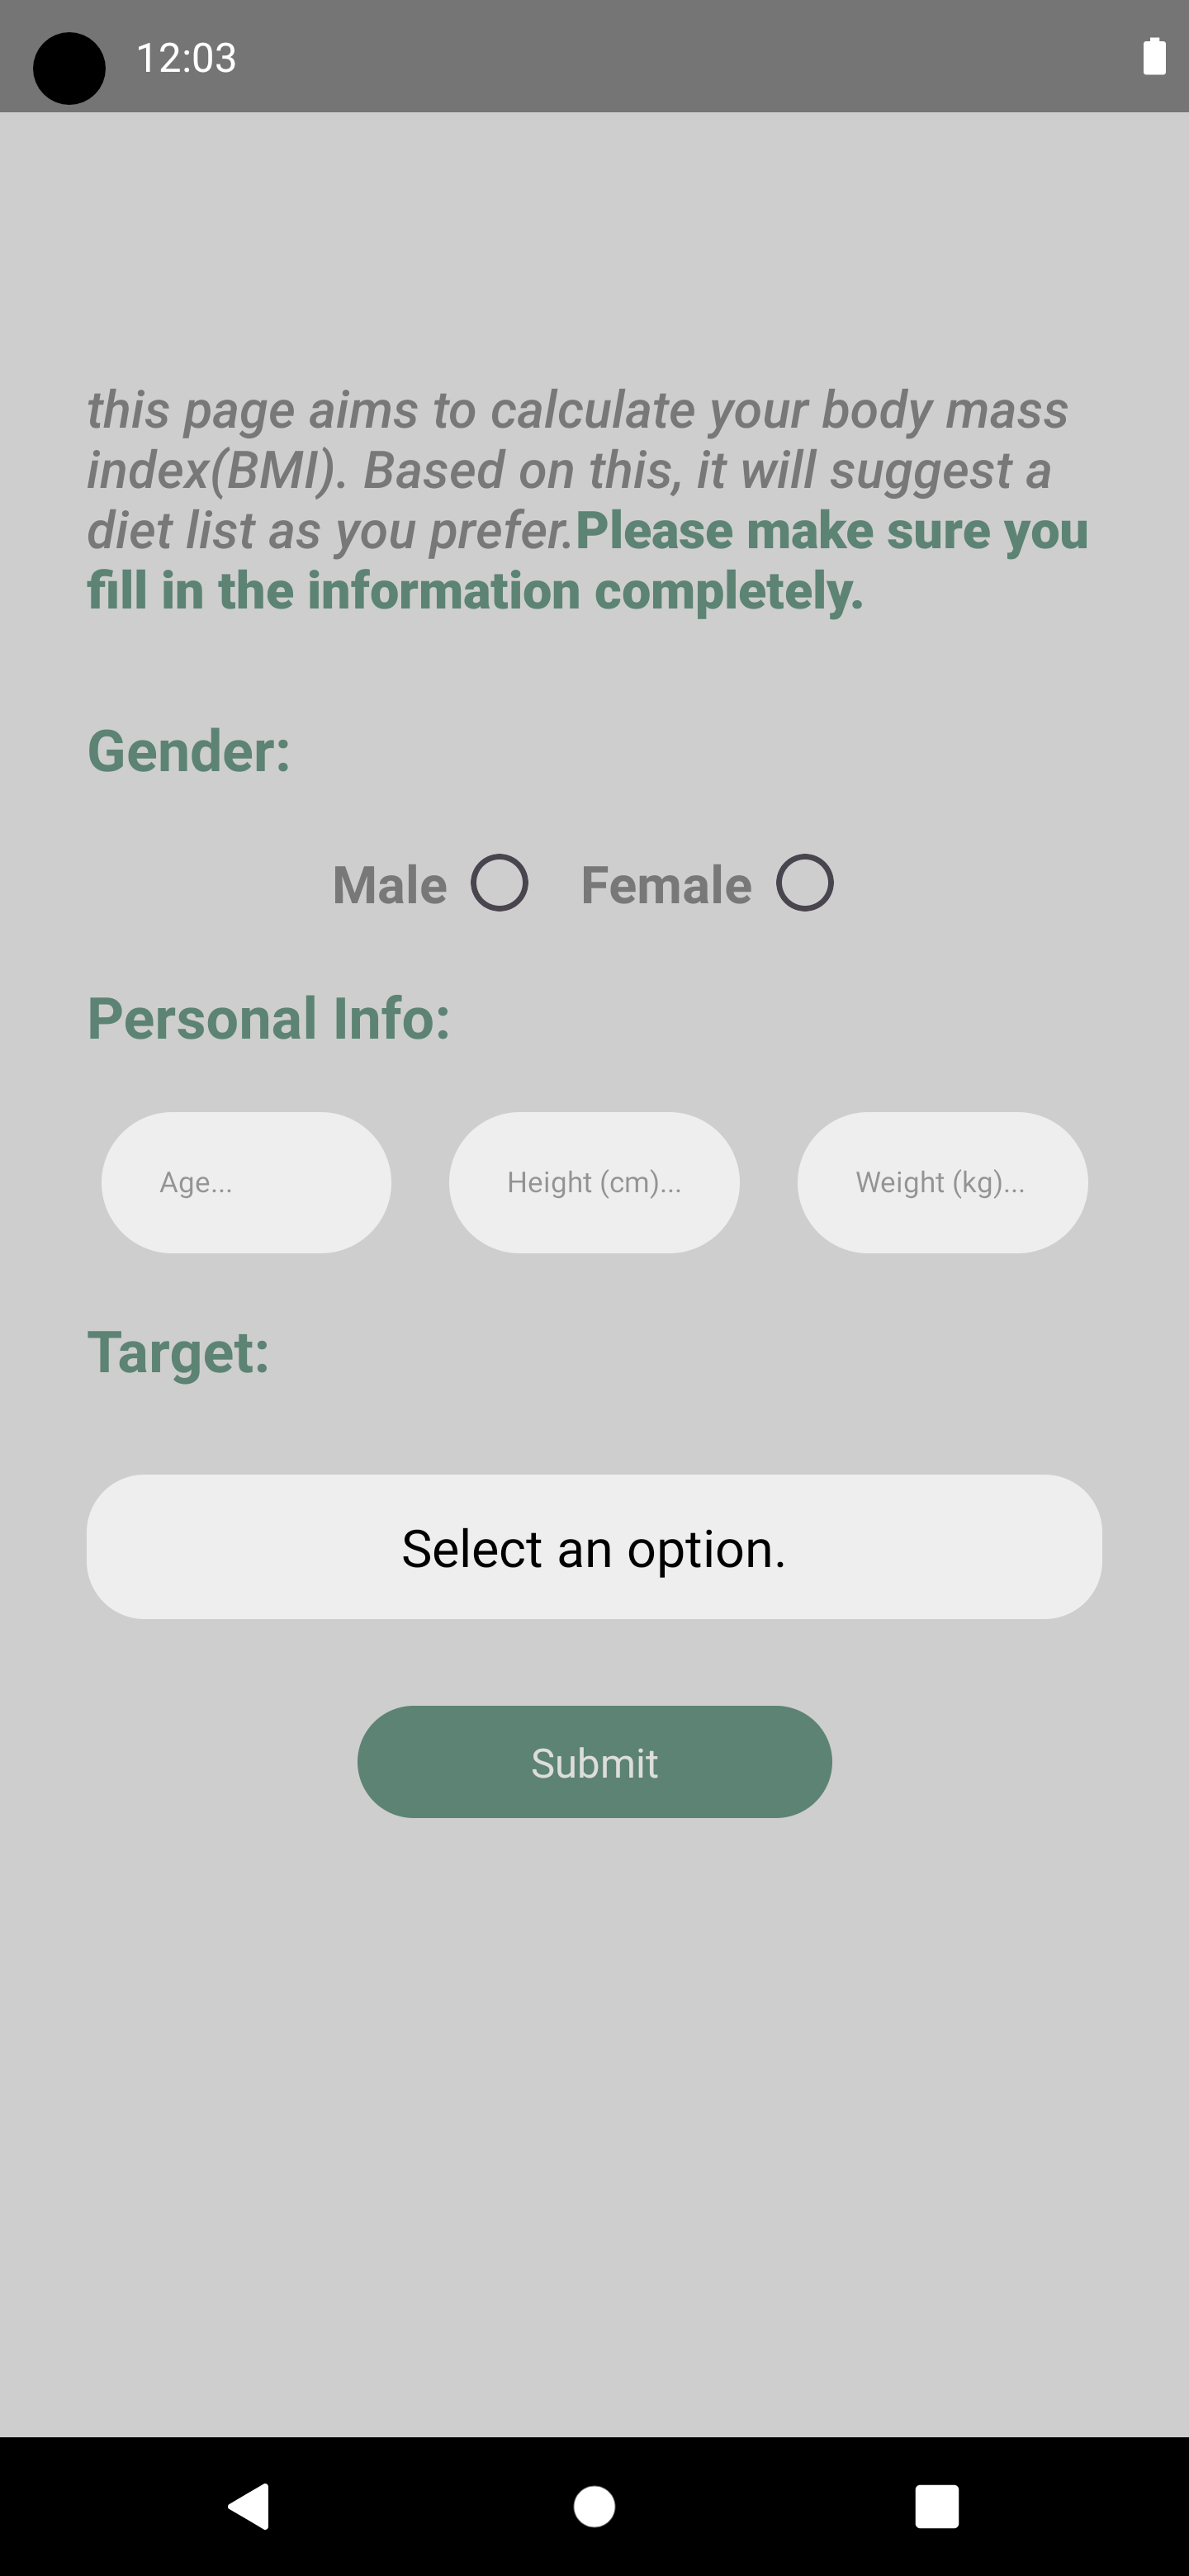 12:03
this page aims to calculate your body mass
index(BMI). Based on this, it will suggest a
diet list as you prefer.Please make sure you
fill in the information completely.
Gender:
Male Female
Personal Info:
Age... Height (cm)... Weight (kg)...
Target:
Select an option.
Submit